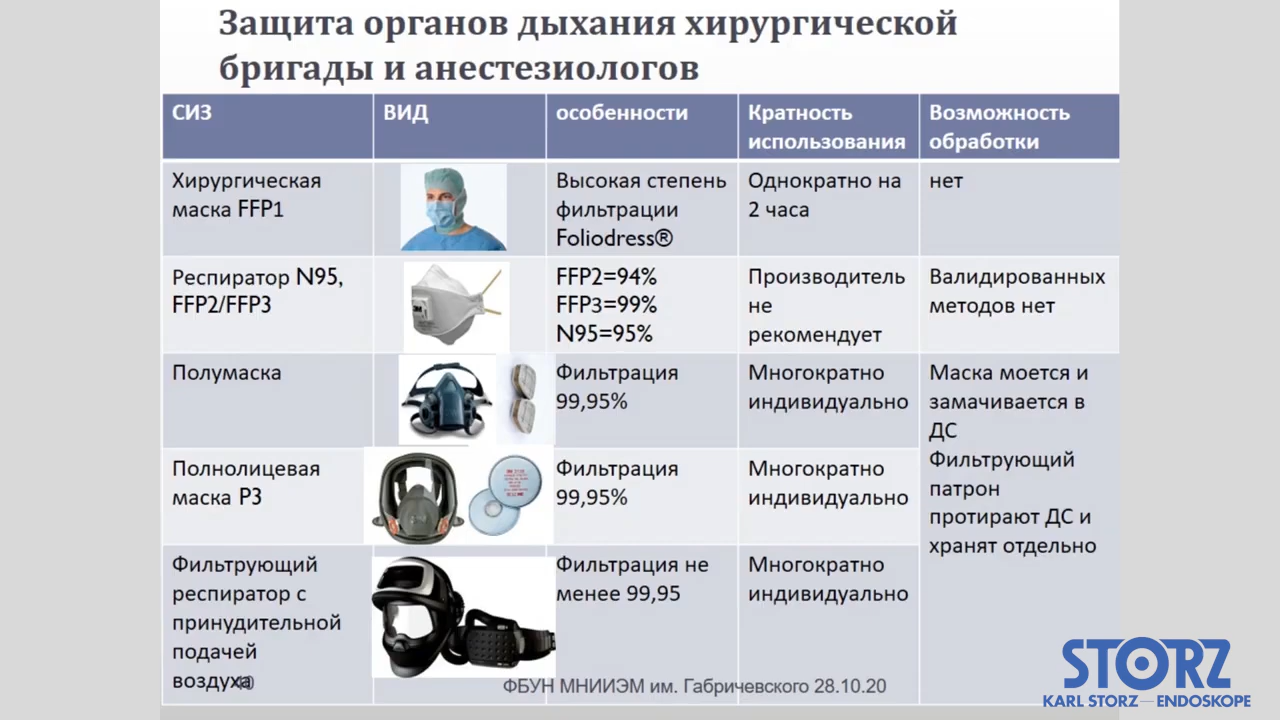 Защита органов дыхания хирургической
бригады и анестезиологов
СИЗ
ВИД
особенности
Кратность
использования
Возможность
обработки
Хирургическая
маска FFP1
Высокая степень
фильтрации
Foliodress®
Однократно на
2 часа
нет
Респиратор N95,
FFP2/FFP3
FFP2=94%
FFP3=99%
N95=95%
Производитель
не
рекомендует
Валидированных
методов нет
Полумаска
Фильтрация
99,95%
Многократно
индивидуально
Маска моется и
замачивается в
ДС
Фильтрующий
патрон
протирают ДС и
хранят отдельно
Полнолицевая
маска P3
Фильтрация
99,95%
Многократно
индивидуально
Фильтрующий
респиратор с
принудительной
подачей
воздуха
Фильтрация не
менее 99,95
Многократно
индивидуально
10
ФБУН МНИИЭМ им. Габричевского 28.10.20
STORZ
KARL STORZ—ENDOSKOPE